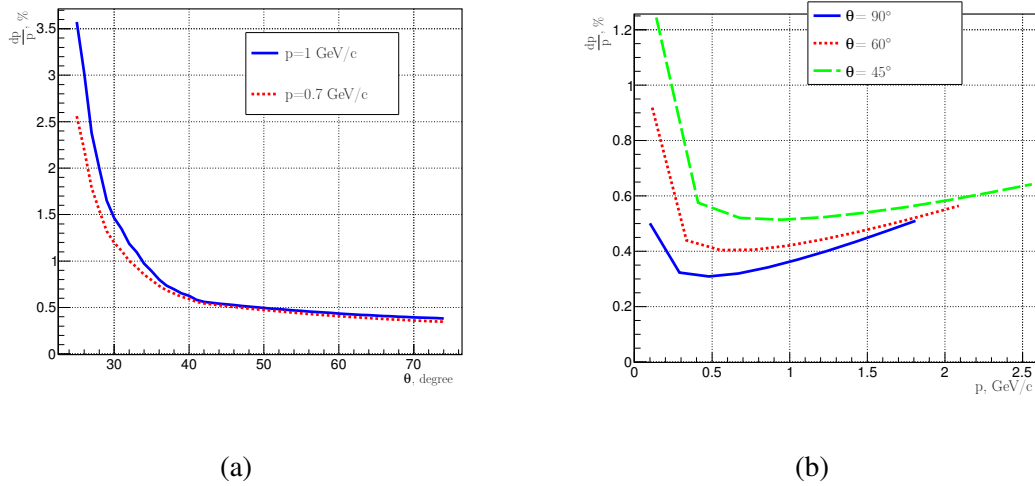 dp/p, %
3.5
3
2.5
2
1.5
1
0.5
0
30 40 50 60 70
θ, degree
p=1 GeV/c
p=0.7 GeV/c
(a)
dp/p, %
1.2
1
0.8
0.6
0.4
0.2
0
0 0.5 1 1.5 2 2.5
p, GeV/c
θ= 90°
θ= 60°
θ= 45°
(b)